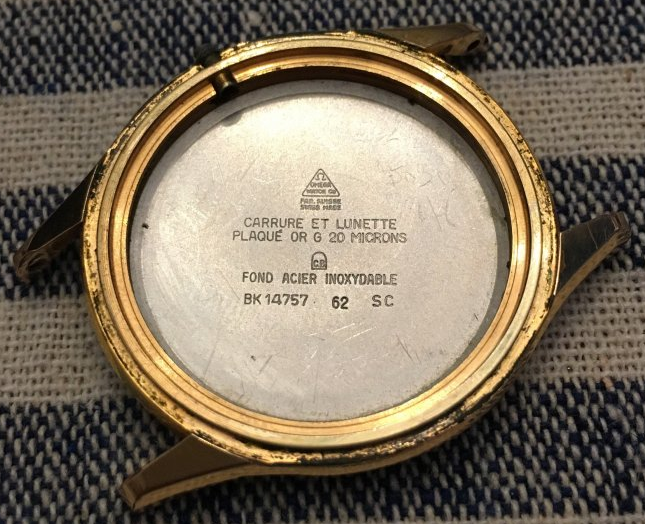 Ω
OMEGA
WATCH CO
FAB. SUISSE
SWISS MADE
CARRURE ET LUNETTE
PLAQUÉ OR G 20 MICRONS
C.B
FOND ACIER INOXYDABLE
BK 14757. 62 SC